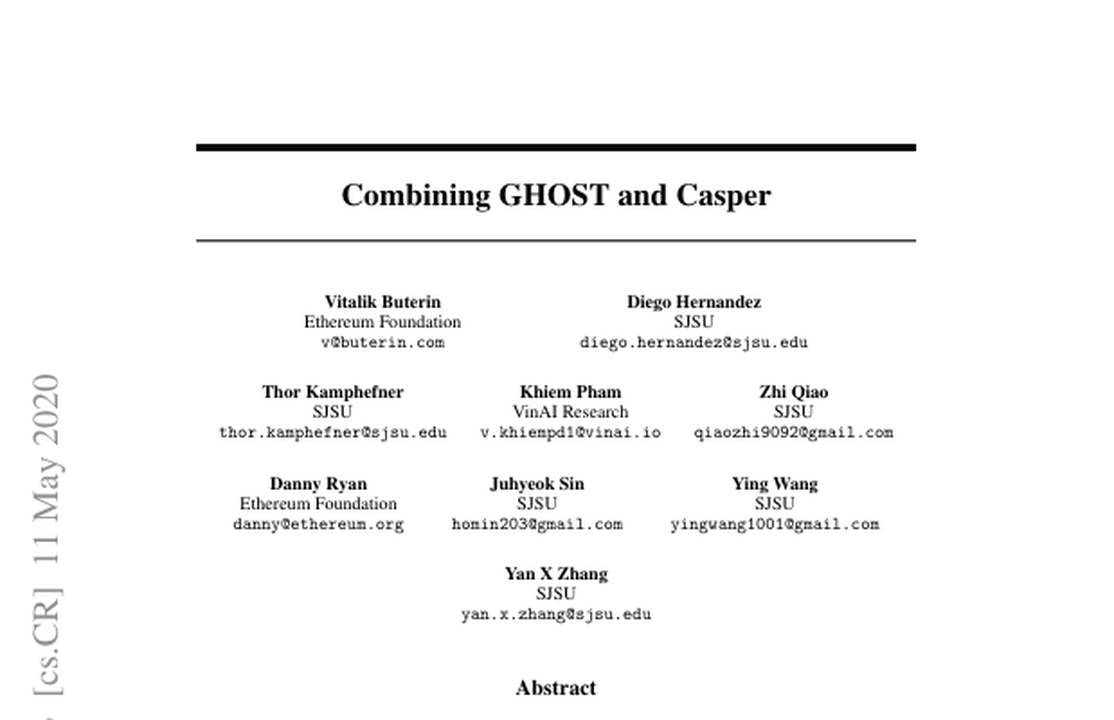 Combining GHOST and Casper
Vitalik Buterin
Ethereum Foundation
v@buterin.com
Diego Hernandez
SJSU
diego.hernandez@sjsu.edu
Thor Kamphefner
SJSU
thor.kamphefner@sjsu.edu
Khiem Pham
VinAI Research
v.khiempd1@vinai.io
Zhi Qiao
SJSU
qiaozhi9092@gmail.com
Danny Ryan
Ethereum Foundation
danny@ethereum.org
Juhyeok Sin
SJSU
homin203@gmail.com
Ying Wang
SJSU
yingwang1001@gmail.com
Yan X Zhang
SJSU
yan.x.zhang@sjsu.edu
Abstract
[cs.CR] 11 May 2020